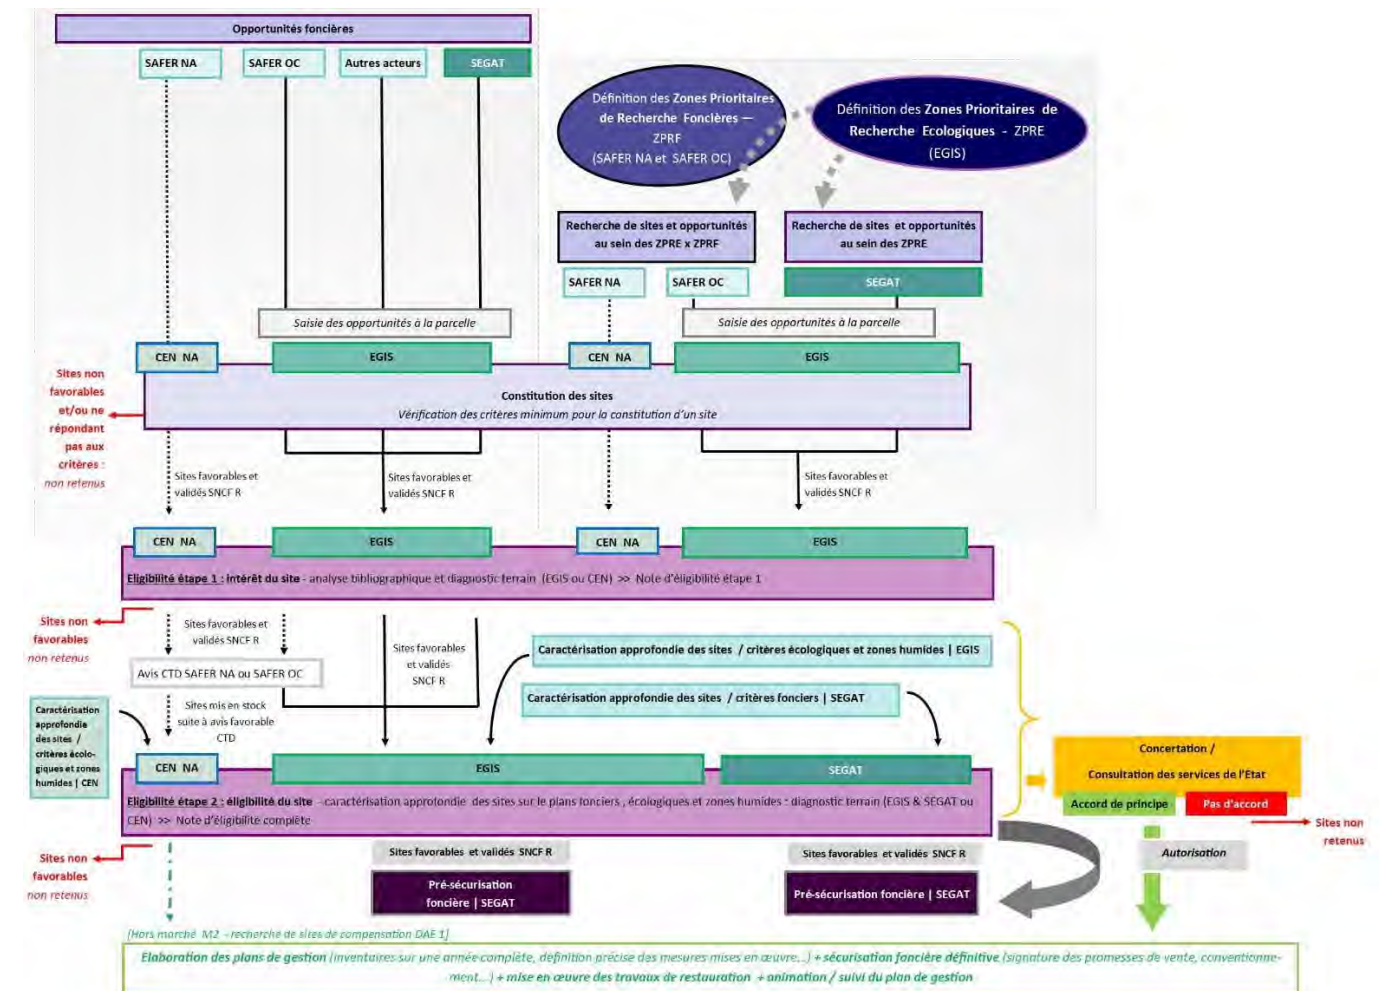 Opportunités foncières
SAFER NA
SAFER OC
Autres acteurs
SEGAT
Définition des Zones Prioritaires
de Recherche Foncières —
ZPRF
(SAFER NA et SAFER OC)
Définition des Zones Prioritaires de
Recherche Ecologiques - ZPRE
(EGIS)
Recherche de sites et opportunités
au sein des ZPRE x ZPRF
Recherche de sites et opportunités
au sein des ZPRE
SAFER NA
SAFER OC
SEGAT
Saisie des opportunités à la parcelle
Saisie des opportunités à la parcelle
CEN NA
EGIS
CEN NA
EGIS
Sites non
favorables
et/ou ne
répondant
pas aux
critères :
non retenus
Constitution des sites
Vérification des critères minimum pour la constitution d'un site
Sites favorables et
validés SNCF R
Sites favorables et
validés SNCF R
Sites favorables et
validés SNCF R
CEN NA
EGIS
CEN NA
EGIS
Eligibilité étape 1 : intérêt du site - analyse bibliographique et diagnostic terrain (EGIS ou CEN) >> Note d'éligibilité étape 1
Sites non
favorables
non retenus
Sites favorables et
validés SNCF R
Sites favorables
et validés
SNCF R
Avis CTD SAFER NA ou SAFER OC
Sites mis en stock
suite à avis favorable
CTD
Caractérisation approfondie des sites / critères écologiques et zones humides | EGIS
Caractérisation approfondie des sites / critères fonciers | SEGAT
Caractérisation
approfondie
des sites /
critères écolo-
giques et zones
humides | CEN
CEN NA
EGIS
SEGAT
Eligibilité étape 2 : éligibilité du site - caractérisation approfondie des sites sur le plans fonciers , écologiques et zones humides : diagnostic terrain (EGIS & SEGAT ou
CEN) >> Note d'éligibilité complète
Concertation /
Consultation des services de l'État
Accord de principe
Pas d'accord
Sites non
retenus
Autorisation
Sites non
favorables
non retenus
Sites favorables et validés SNCF R
Pré-sécurisation
foncière | SEGAT
Sites favorables et validés SNCF R
Pré-sécurisation foncière | SEGAT
[Hors marché M2 - recherche de sites de compensation DAE 1]
Elaboration des plans de gestion (inventaires sur une année complète, définition précise des mesures mises en œuvre...) + sécurisation foncière définitive (signature des promesses de vente, conventionne-
ment...) + mise en œuvre des travaux de restauration + animation / suivi du plan de gestion